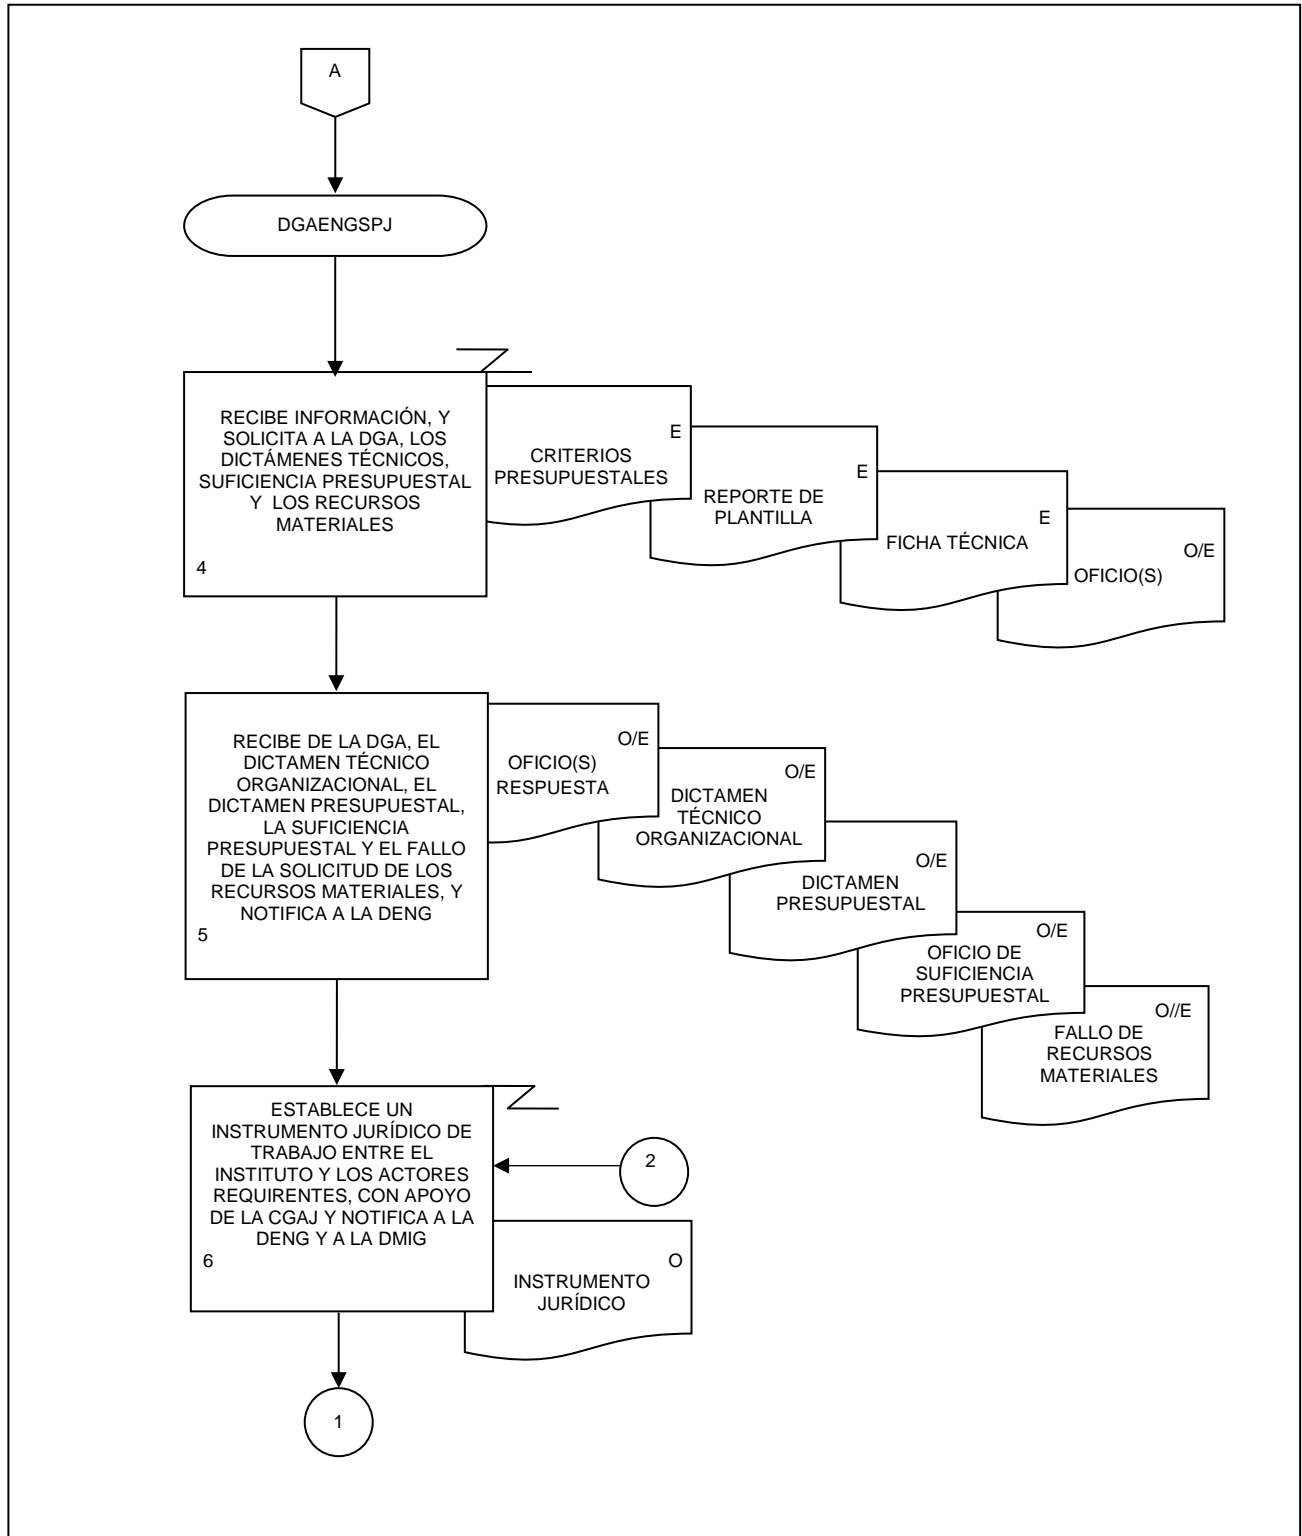 A
DGAENGSPJ
RECIBE INFORMACIÓN, Y
SOLICITA A LA DGA, LOS
DICTÁMENES TÉCNICOS,
SUFICIENCIA PRESUPUESTAL
Y LOS RECURSOS
MATERIALES
4
E
CRITERIOS
PRESUPUESTALES
E
REPORTE DE
PLANTILLA
E
FICHA TÉCNICA
O/E
OFICIO(S)
RECIBE DE LA DGA, EL
DICTAMEN TÉCNICO
ORGANIZACIONAL, EL
DICTAMEN PRESUPUESTAL,
LA SUFICIENCIA
PRESUPUESTAL Y EL FALLO
DE LA SOLICITUD DE LOS
RECURSOS MATERIALES, Y
NOTIFICA A LA DENG
5
O/E
OFICIO(S)
RESPUESTA
O/E
DICTAMEN
TÉCNICO
ORGANIZACIONAL
O/E
DICTAMEN
PRESUPUESTAL
O/E
OFICIO DE
SUFICIENCIA
PRESUPUESTAL
O//E
FALLO DE
RECURSOS
MATERIALES
ESTABLECE UN
INSTRUMENTO JURÍDICO DE
TRABAJO ENTRE EL
INSTITUTO Y LOS ACTORES
REQUIRENTES, CON APOYO
DE LA CGAJ Y NOTIFICA A LA
DENG Y A LA DMIG
6
2
O
INSTRUMENTO
JURÍDICO
1